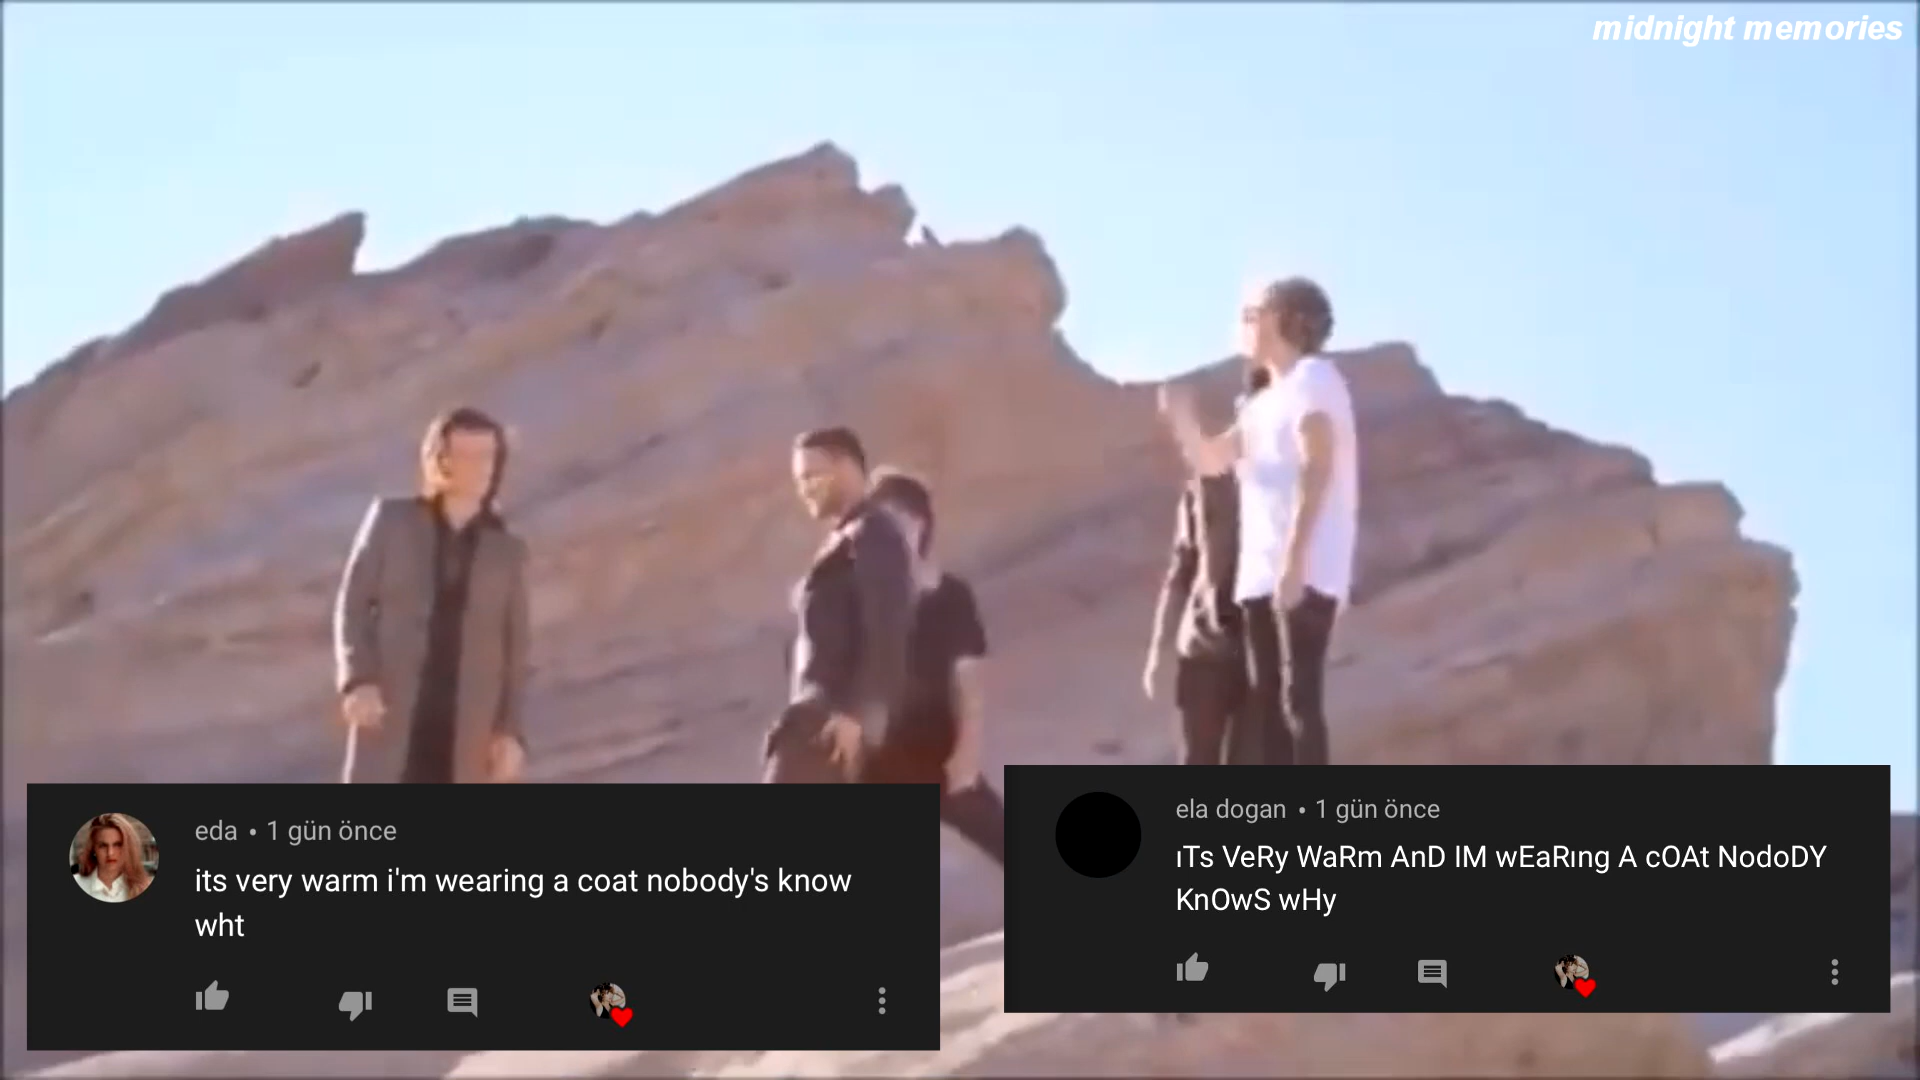 midnight memories
eda • 1 gün önce
its very warm i'm wearing a coat nobody's know
wht
ela dogan • 1 gün önce
ıTs VeRy WaRm AnD IM wEaRıng A cOAt NodoDY
KnOwS wHy